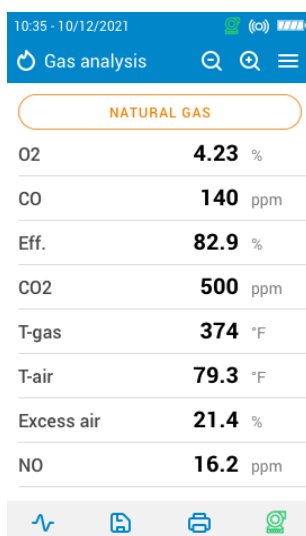 10:35 - 10/12/2021
Gas analysis
NATURAL GAS
O2 4.23 %
CO 140 ppm
Eff. 82.9 %
CO2 500 ppm
T-gas 374 °F
T-air 79.3 °F
Excess air 21.4 %
NO 16.2 ppm